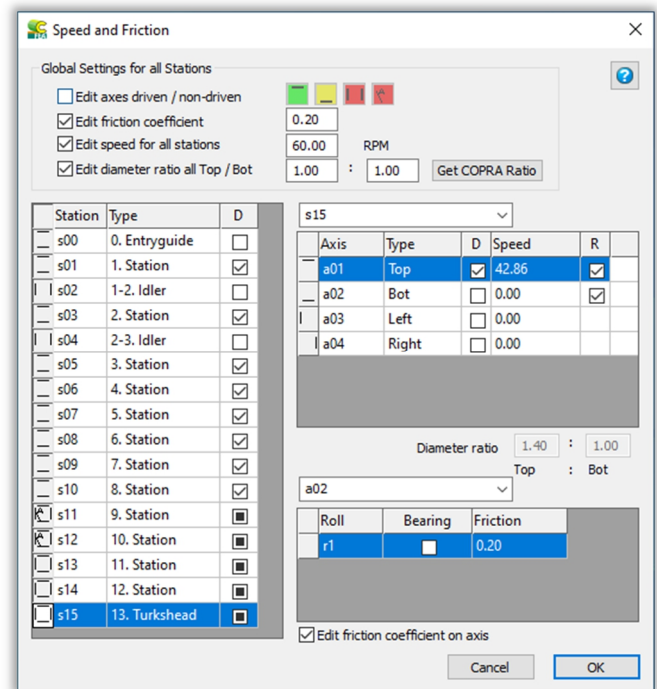 Speed and Friction
Global Settings for all Stations
Edit axes driven / non-driven
Edit friction coefficient 0.20
Edit speed for all stations 60.00 RPM
Edit diameter ratio all Top / Bot 1.00 : 1.00 Get COPRA Ratio
Station Type D
s00 0. Entryguide
s01 1. Station
s02 1-2. Idler
s03 2. Station
s04 2-3. Idler
s05 3. Station
s06 4. Station
s07 5. Station
s08 6. Station
s09 7. Station
s10 8. Station
s11 9. Station
s12 10. Station
s13 11. Station
s14 12. Station
s15 13. Turkshead
s15
Axis Type D Speed R
a01 Top 42.86
a02 Bot 0.00
a03 Left 0.00
a04 Right 0.00
Diameter ratio 1.40 : 1.00
Top : Bot
a02
Roll Bearing Friction
r1 0.20
Edit friction coefficient on axis
Cancel OK